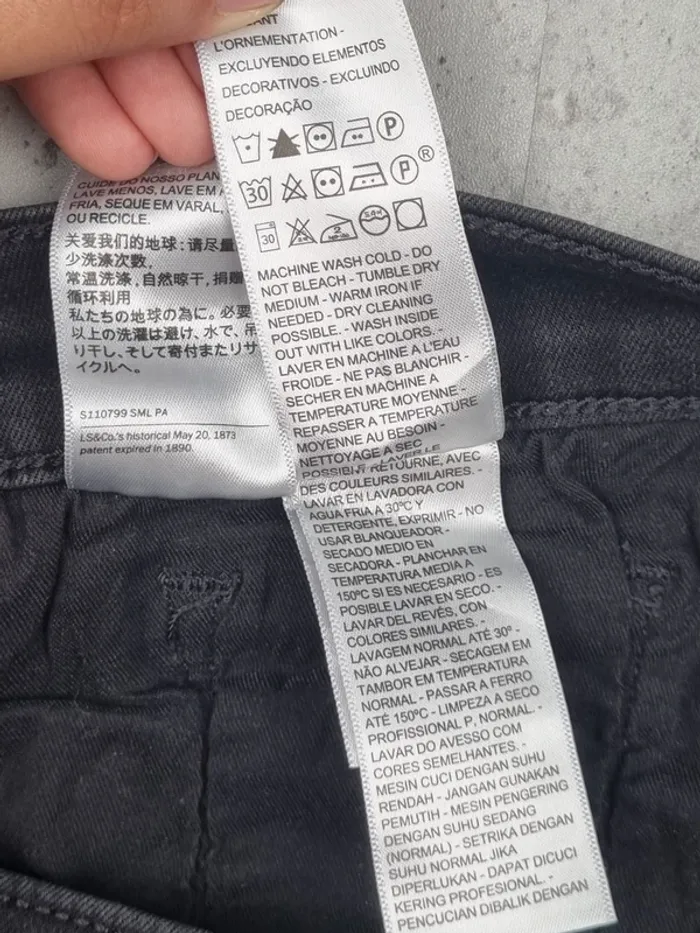 L'ORNEMENTATION -
EXCLUYENDO ELEMENTOS
DECORATIVOS - EXCLUINDO
DECORAÇÃO
P
30 P ®
30 2
MACHINE WASH COLD - DO
NOT BLEACH - TUMBLE DRY
MEDIUM - WARM IRON IF
NEEDED - DRY CLEANING
POSSIBLE. - WASH INSIDE
OUT WITH LIKE COLORS. -
LAVER EN MACHINE A L'EAU
FROIDE - NE PAS BLANCHIR -
SECHER EN MACHINE A
TEMPERATURE MOYENNE -
REPASSER A TEMPERATURE
MOYENNE AU BESOIN -
NETTOYAGE A SEC
RETOURNE, AVEC
DES COULEURS SIMILAIRES. -
LAVAR EN LAVADORA CON
AGUA FRIA A 30ºC Y
DETERGENTE, EXPRIMIR - NO
USAR BLANQUEADOR -
SECADO MEDIO EN
SECADORA - PLANCHAR EN
TEMPERATURA MEDIA A
150ºC SI ES NECESARIO - ES
POSIBLE LAVAR EN SECO. -
LAVAR DEL REVÉS, CON
COLORES SIMILARES. -
LAVAGEM NORMAL ATÉ 30º -
NÃO ALVEJAR - SECAGEM EM
TAMBOR EM TEMPERATURA
NORMAL - PASSAR A FERRO
ATÉ 150ºC - LIMPEZA A SECO
PROFISSIONAL P, NORMAL. -
LAVAR DO AVESSO COM
CORES SEMELHANTES. -
MESIN CUCI DENGAN SUHU
RENDAH - JANGAN GUNAKAN
PEMUTIH - MESIN PENGERING
DENGAN SUHU SEDANG
(NORMAL) - SETRIKA DENGAN
SUHU NORMAL JIKA
DIPERLUKAN - DAPAT DICUCI
KERING PROFESIONAL. -
PENCUCIAN DIBALIK DENGAN
CUIDE DO NOSSO PLAN
LAVE MENOS, LAVE EM
FRIA, SEQUE EM VARAL,
OU RECICLE.
关爱我们的地球: 请尽量
少洗涤次数,
常温洗涤, 自然晾干, 捐赠
循环利用
私たちの地球の為に。必要
以上の洗濯は避け、水で、吊
り干し、そして寄付またリサ
イクルへ。
S110799 SML PA
LS&Co.'s historical May 20, 1873
patent expired in 1890.